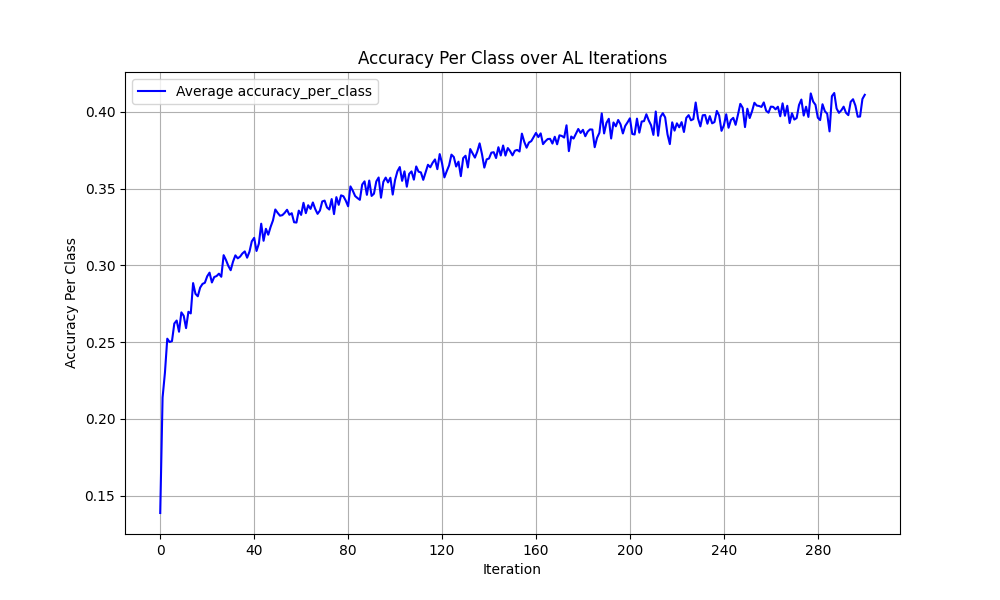 Accuracy Per Class over AL Iterations
Average accuracy_per_class
Accuracy Per Class
0.40
0.35
0.30
0.25
0.20
0.15
0 40 80 120 160 200 240 280
Iteration